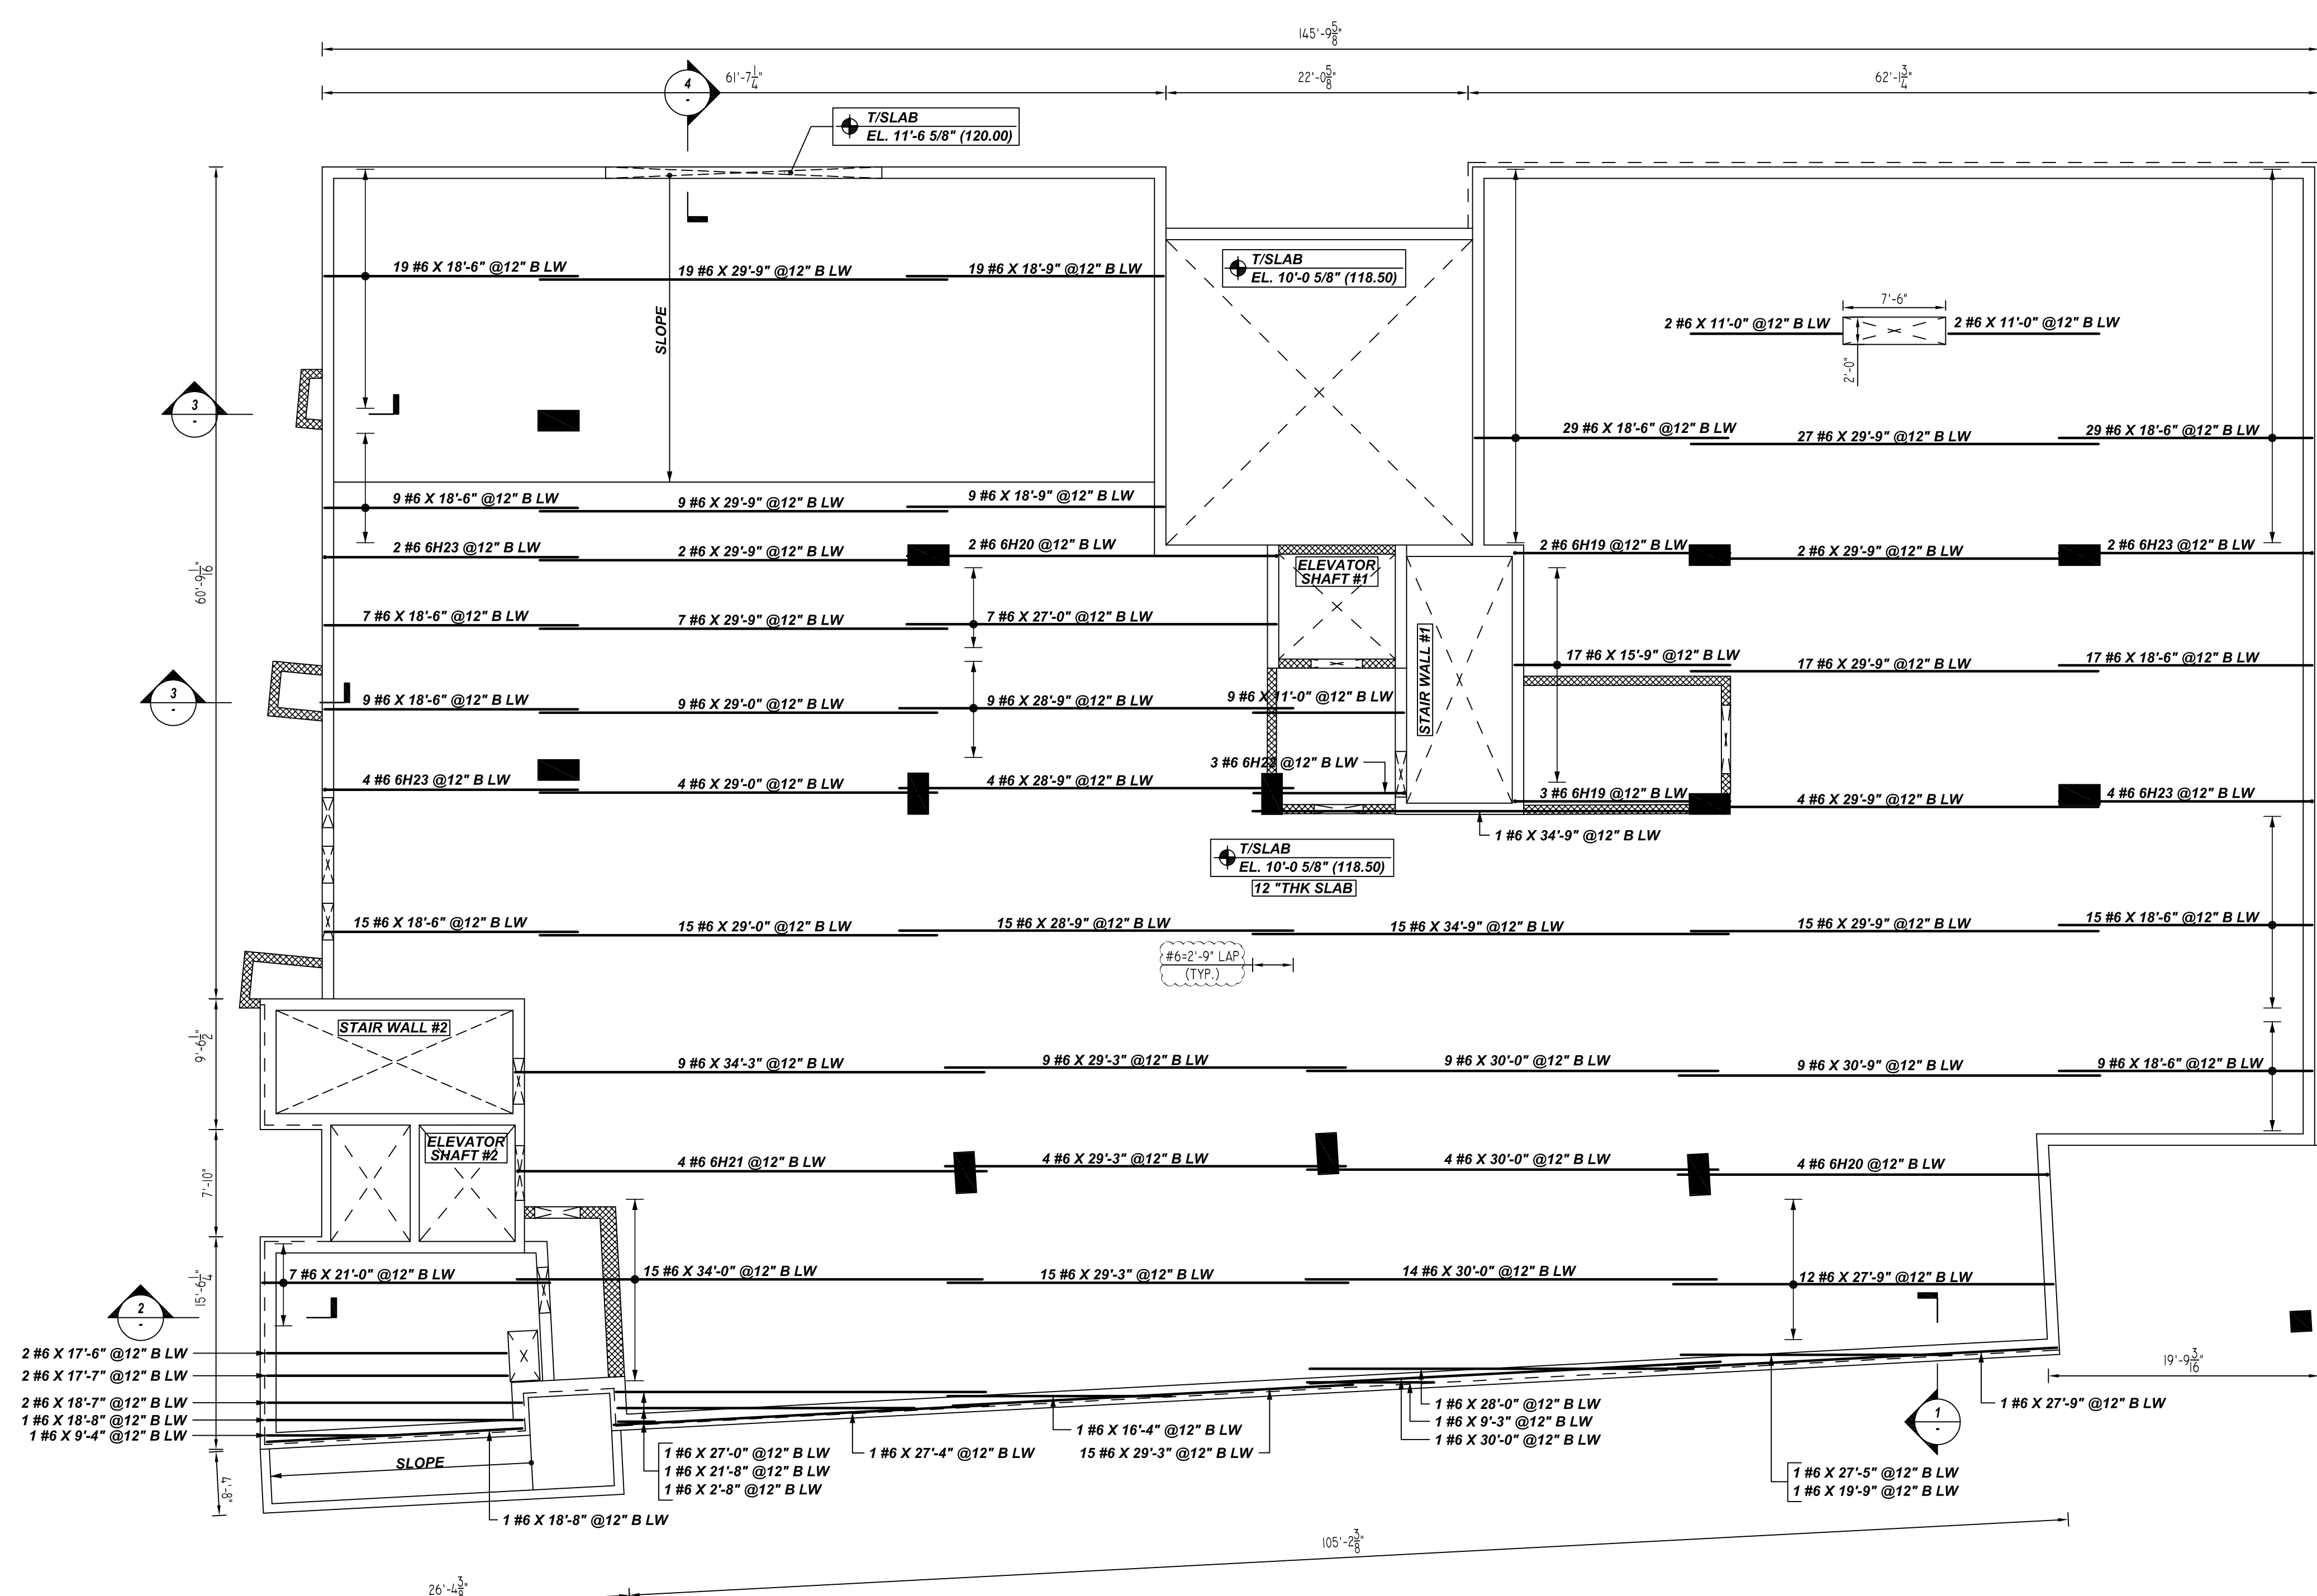 145'-9 5/8"
61'-7 1/4"
22'-0 5/8"
62'-1 3/4"
4
-
T/SLAB
EL. 11'-6 5/8" (120.00)
T/SLAB
EL. 10'-0 5/8" (118.50)
19 #6 X 18'-6" @12" B LW
19 #6 X 29'-9" @12" B LW
19 #6 X 18'-9" @12" B LW
SLOPE
7'-6"
2 #6 X 11'-0" @12" B LW
2 #6 X 11'-0" @12" B LW
2'-0"
3
-
29 #6 X 18'-6" @12" B LW
27 #6 X 29'-9" @12" B LW
29 #6 X 18'-6" @12" B LW
9 #6 X 18'-6" @12" B LW
9 #6 X 29'-9" @12" B LW
9 #6 X 18'-9" @12" B LW
2 #6 6H23 @12" B LW
2 #6 X 29'-9" @12" B LW
2 #6 6H20 @12" B LW
2 #6 6H19 @12" B LW
2 #6 X 29'-9" @12" B LW
2 #6 6H23 @12" B LW
ELEVATOR
SHAFT #1
60'-9 1/16"
7 #6 X 18'-6" @12" B LW
7 #6 X 29'-9" @12" B LW
7 #6 X 27'-0" @12" B LW
STAIR WALL #1
17 #6 X 15'-9" @12" B LW
17 #6 X 29'-9" @12" B LW
17 #6 X 18'-6" @12" B LW
3
-
9 #6 X 18'-6" @12" B LW
9 #6 X 29'-0" @12" B LW
9 #6 X 28'-9" @12" B LW
9 #6 X 11'-0" @12" B LW
3 #6 @12" B LW
4 #6 6H23 @12" B LW
4 #6 X 29'-0" @12" B LW
4 #6 X 28'-9" @12" B LW
3 #6 6H19 @12" B LW
4 #6 X 29'-9" @12" B LW
4 #6 6H23 @12" B LW
1 #6 X 34'-9" @12" B LW
T/SLAB
EL. 10'-0 5/8" (118.50)
12 "THK SLAB
15 #6 X 18'-6" @12" B LW
15 #6 X 29'-0" @12" B LW
15 #6 X 28'-9" @12" B LW
15 #6 X 34'-9" @12" B LW
15 #6 X 29'-9" @12" B LW
15 #6 X 18'-6" @12" B LW
#6=2'-9" LAP
(TYP.)
STAIR WALL #2
9'-6 1/2"
9 #6 X 34'-3" @12" B LW
9 #6 X 29'-3" @12" B LW
9 #6 X 30'-0" @12" B LW
9 #6 X 30'-9" @12" B LW
9 #6 X 18'-6" @12" B LW
ELEVATOR
SHAFT #2
7'-10"
4 #6 6H21 @12" B LW
4 #6 X 29'-3" @12" B LW
4 #6 X 30'-0" @12" B LW
4 #6 6H20 @12" B LW
15'-6 1/4"
7 #6 X 21'-0" @12" B LW
15 #6 X 34'-0" @12" B LW
15 #6 X 29'-3" @12" B LW
14 #6 X 30'-0" @12" B LW
12 #6 X 27'-9" @12" B LW
2
-
2 #6 X 17'-6" @12" B LW
2 #6 X 17'-7" @12" B LW
2 #6 X 18'-7" @12" B LW
1 #6 X 18'-8" @12" B LW
1 #6 X 9'-4" @12" B LW
19'-9 3/16"
1 #6 X 28'-0" @12" B LW
1 #6 X 9'-3" @12" B LW
1 #6 X 30'-0" @12" B LW
1 #6 X 27'-9" @12" B LW
1
-
1 #6 X 16'-4" @12" B LW
15 #6 X 29'-3" @12" B LW
1 #6 X 27'-4" @12" B LW
1 #6 X 27'-0" @12" B LW
1 #6 X 21'-8" @12" B LW
1 #6 X 2'-8" @12" B LW
1 #6 X 27'-5" @12" B LW
1 #6 X 19'-9" @12" B LW
SLOPE
4'-8"
1 #6 X 18'-8" @12" B LW
105'-2 3/8"
26'-4 3/8"